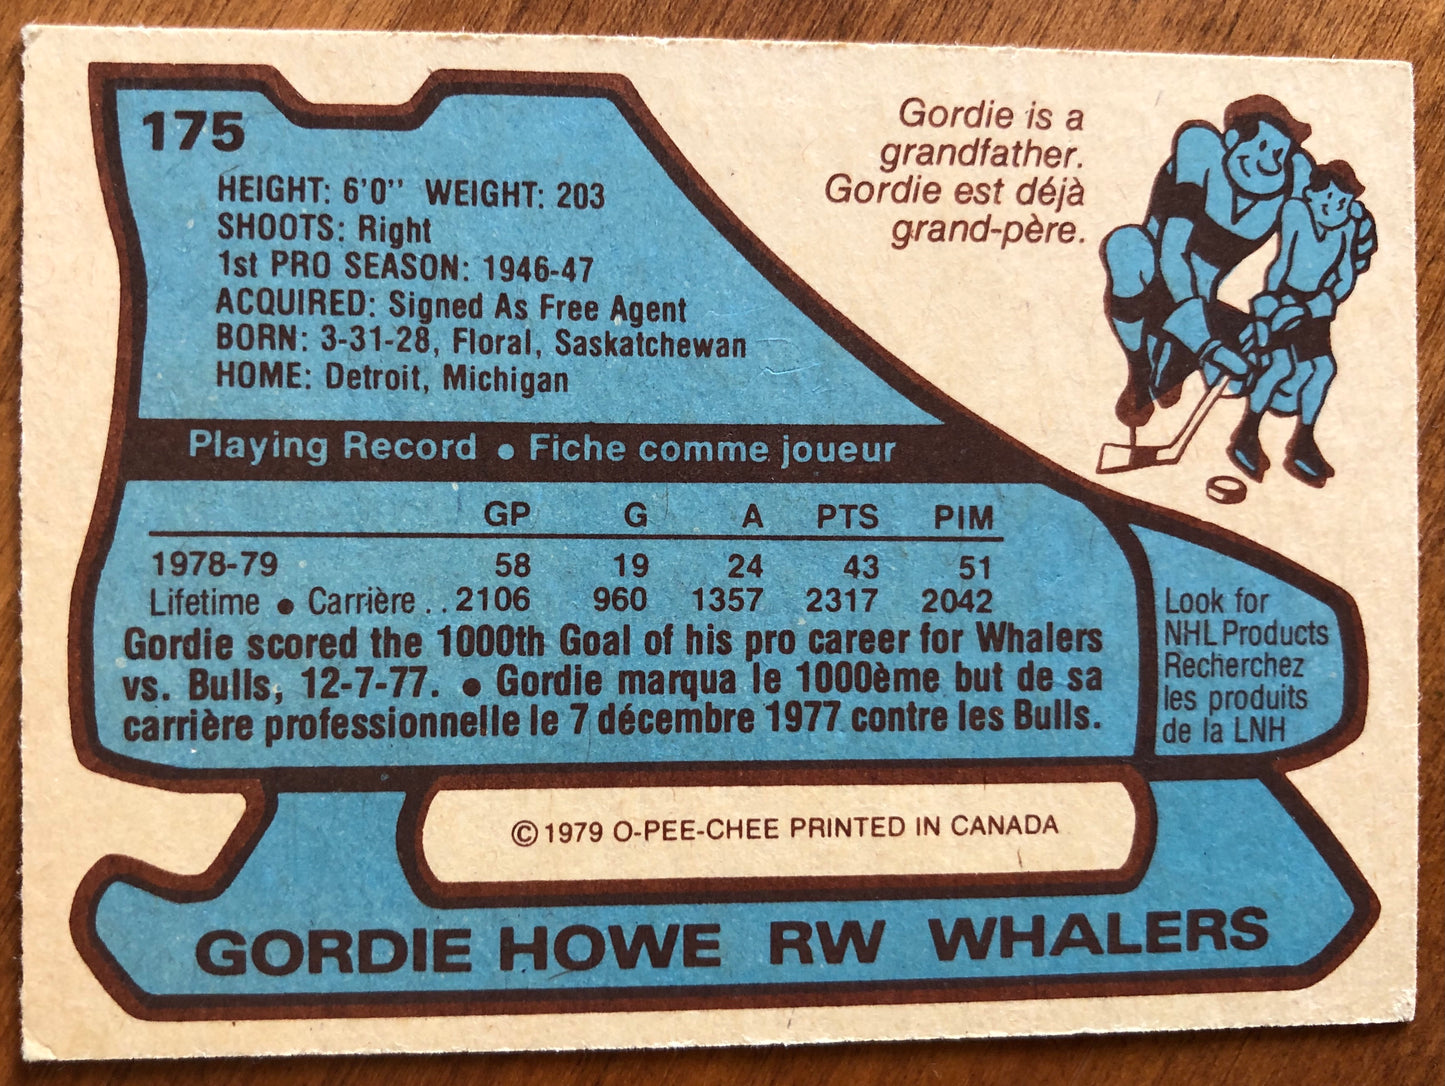 175
HEIGHT: 6'0" WEIGHT: 203
SHOOTS: Right
1st PRO SEASON: 1946-47
ACQUIRED: Signed As Free Agent
BORN: 3-31-28, Floral, Saskatchewan
HOME: Detroit, Michigan
Gordie is a
grandfather.
Gordie est déjà
grand-père.
Playing Record • Fiche comme joueur
GP G A PTS PIM
1978-79 58 19 24 43 51
Lifetime • Carrière . . 2106 960 1357 2317 2042
Gordie scored the 1000th Goal of his pro career for Whalers
vs. Bulls, 12-7-77. • Gordie marqua le 1000ème but de sa
carrière professionnelle le 7 décembre 1977 contre les Bulls.
Look for
NHL Products
Recherchez
les produits
de la LNH
© 1979 O-PEE-CHEE PRINTED IN CANADA
GORDIE HOWE RW WHALERS